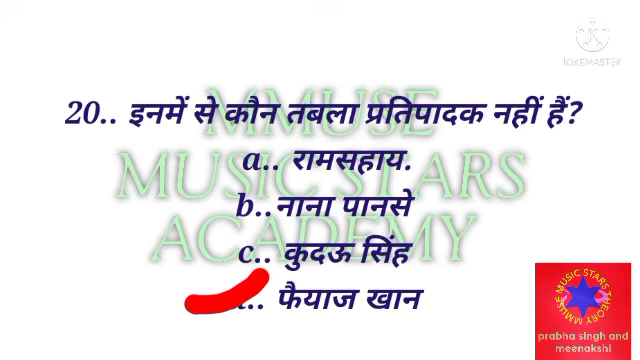 KINEMASTER
MMUSE
MUSIC STARS
ACADEMY
20.. इनमें से कौन तबला प्रतिपादक नहीं हैं?
a.. रामसहाय.
b..नाना पानसे
c.. कुदऊ सिंह
.. फैयाज खान
MMUSE MUSIC STARS THEORY
prabha singh and
meenakshi